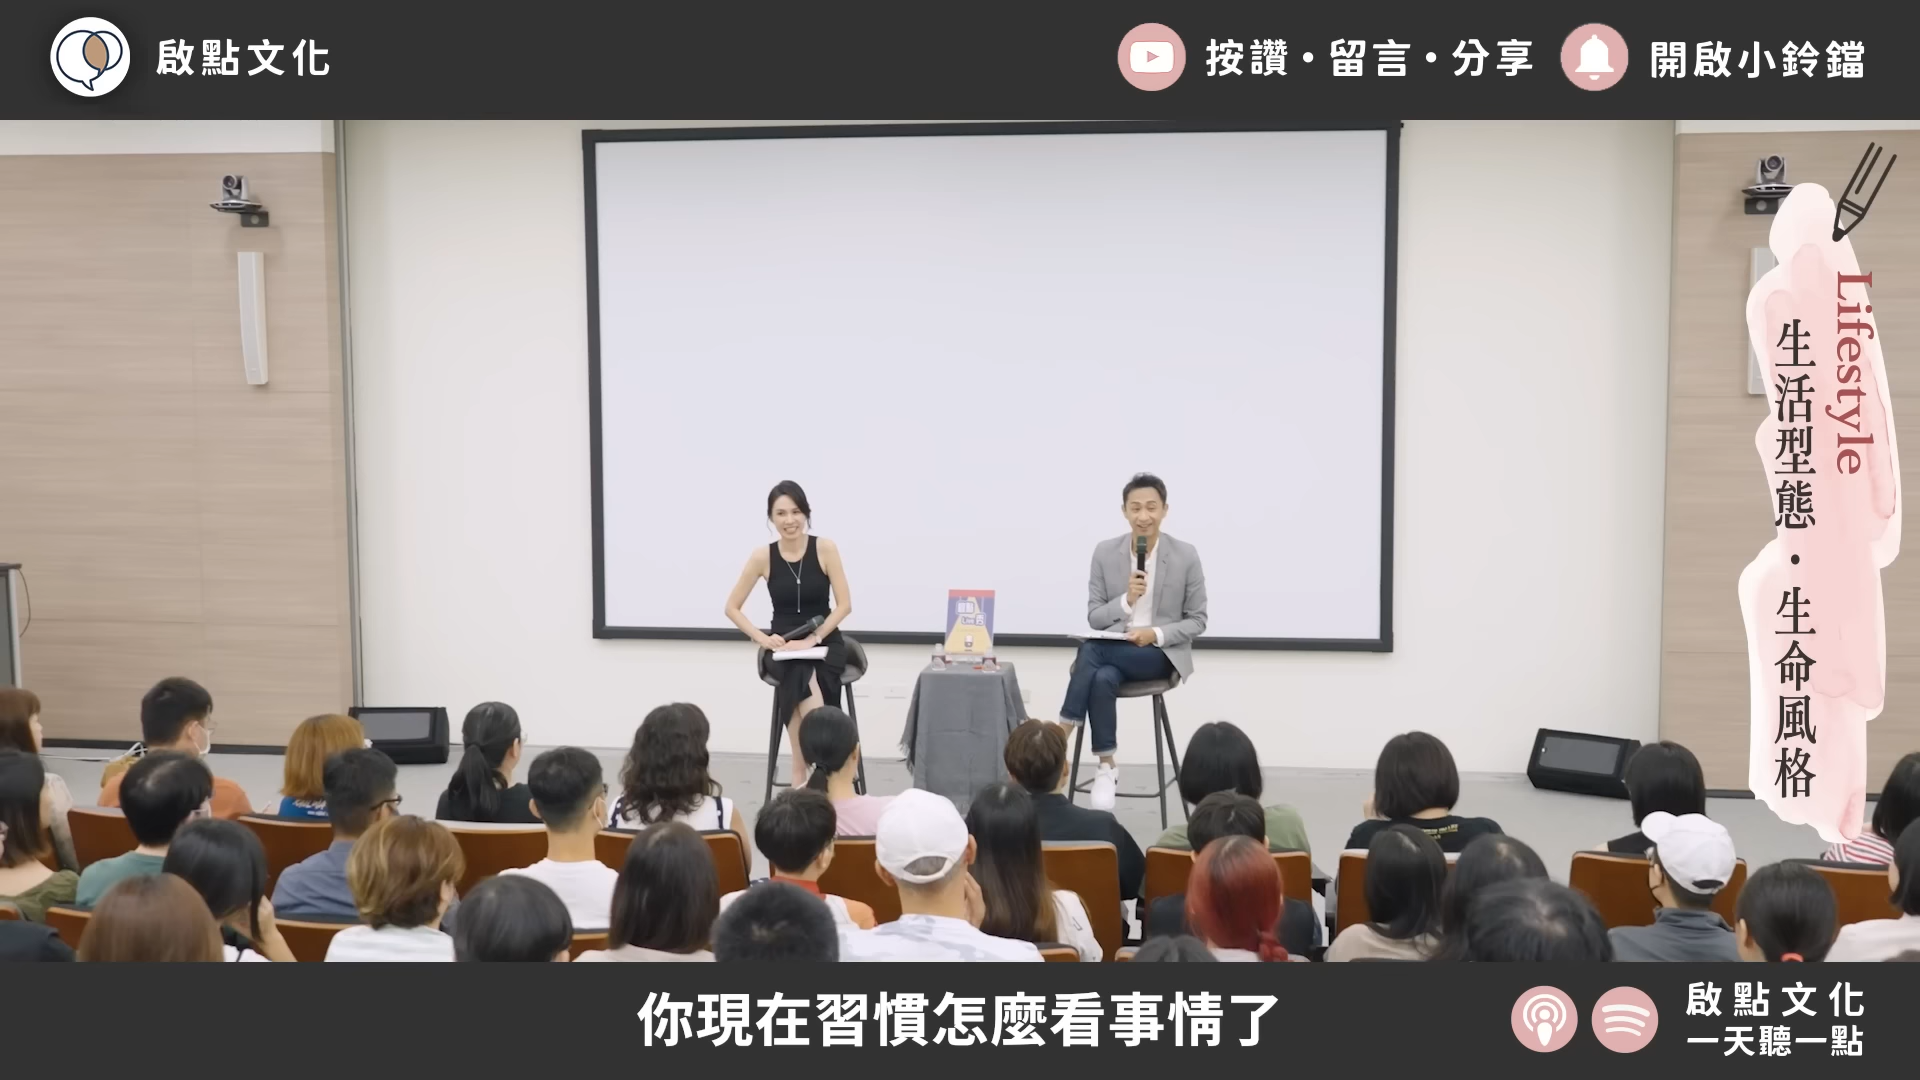 啟點文化
按讚•留言•分享
開啟小鈴鐺
Lifestyle
生活型態•生命風格
你現在習慣怎麼看事情了
啟點文化
一天聽一點